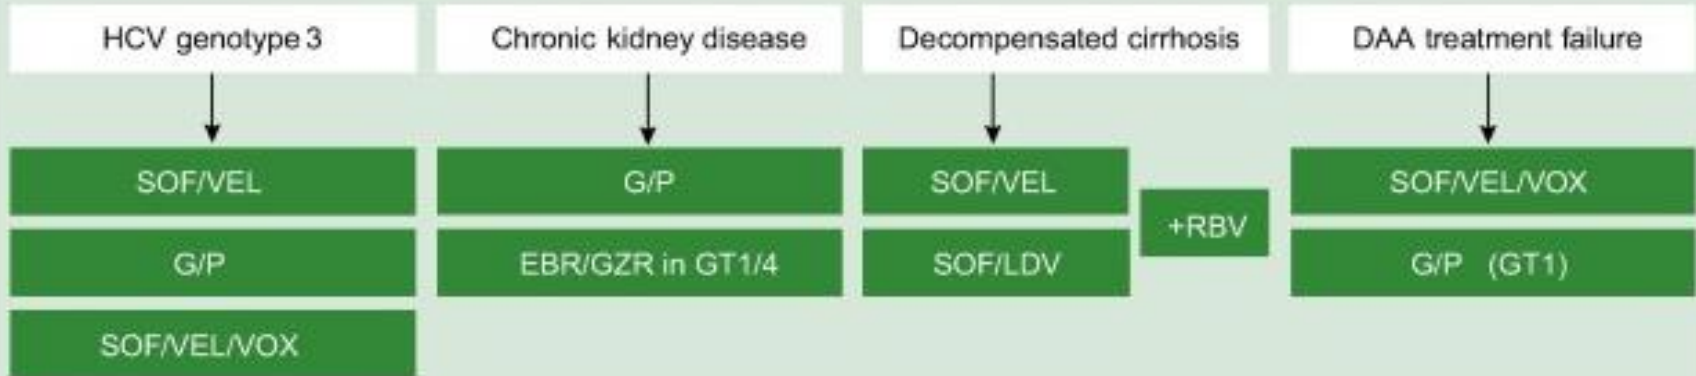 HCV genotype 3
SOF/VEL
G/P
SOF/VEL/VOX
Chronic kidney disease
G/P
EBR/GZR in GT1/4
Decompensated cirrhosis
SOF/VEL
SOF/LDV
+RBV
DAA treatment failure
SOF/VEL/VOX
G/P (GT1)